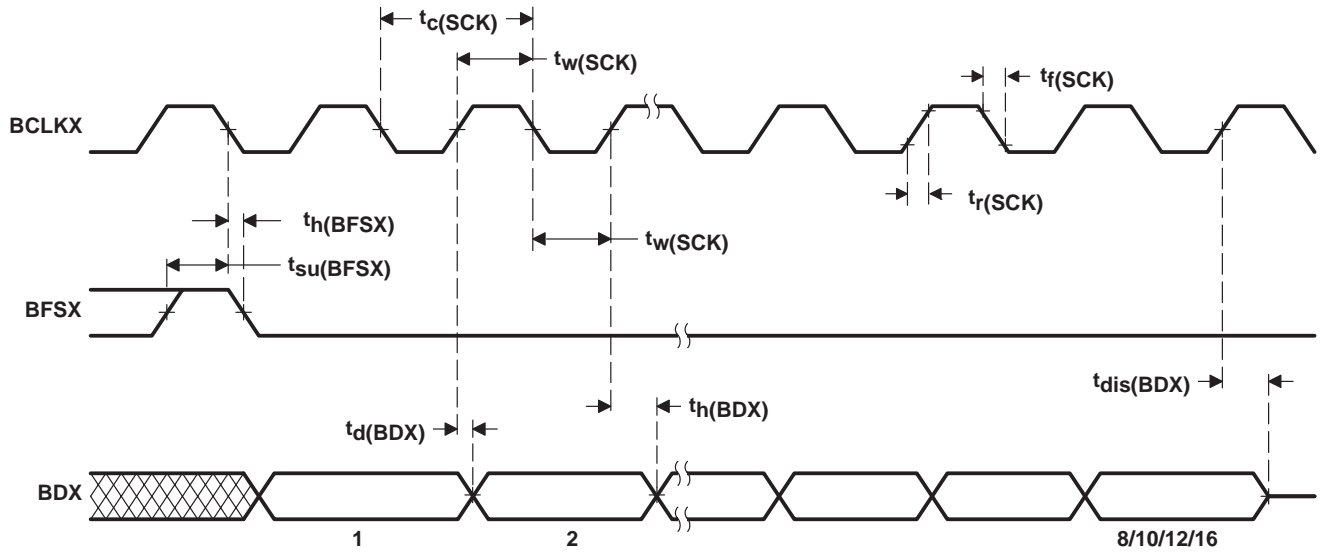 tc(SCK)
tw(SCK)
tf(SCK)
BCLKX
tr(SCK)
th(BFSX)
tw(SCK)
tsu(BFSX)
BFSX
tdis(BDX)
th(BDX)
td(BDX)
BDX
1 2 8/10/12/16